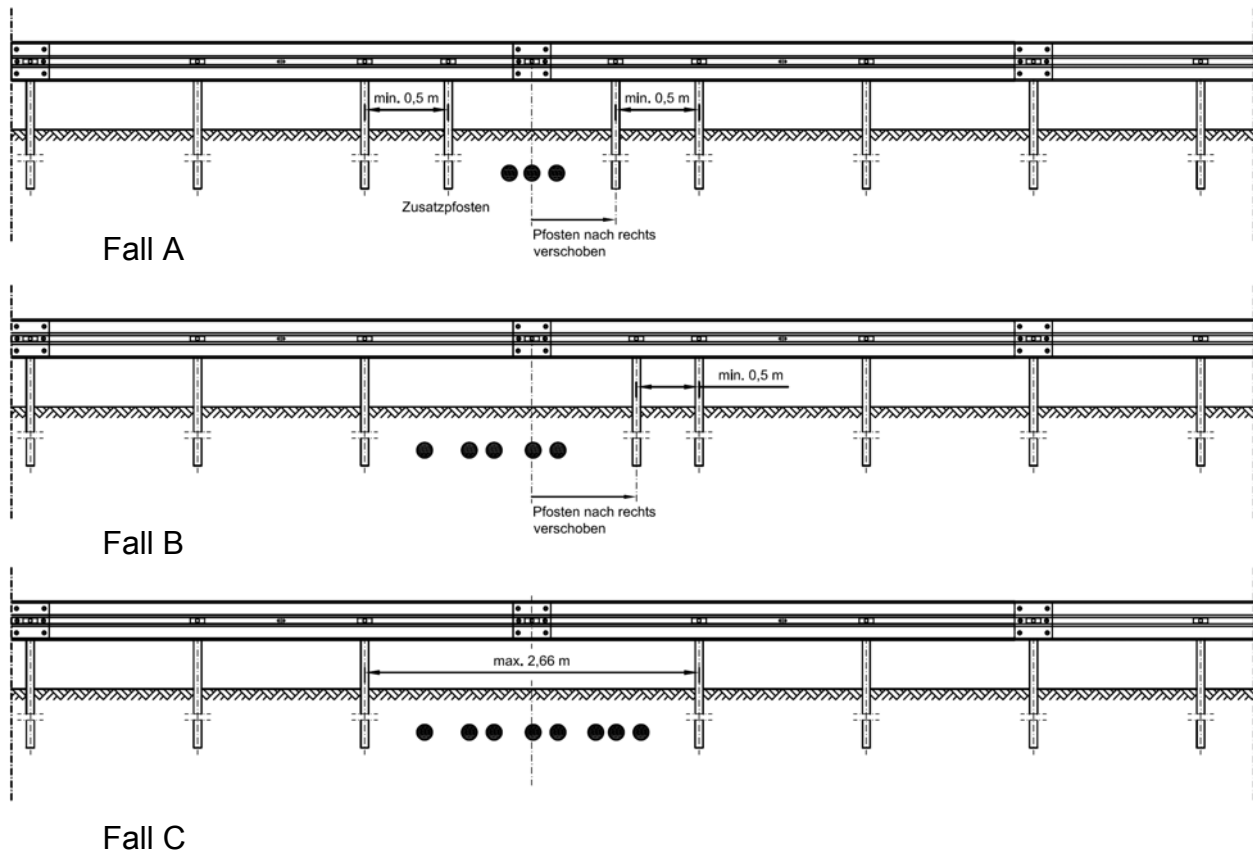 min. 0,5 m
min. 0,5 m
Zusatzpfosten
Pfosten nach rechts
verschoben
Fall A
min. 0,5 m
Pfosten nach rechts
verschoben
Fall B
max. 2,66 m
Fall C